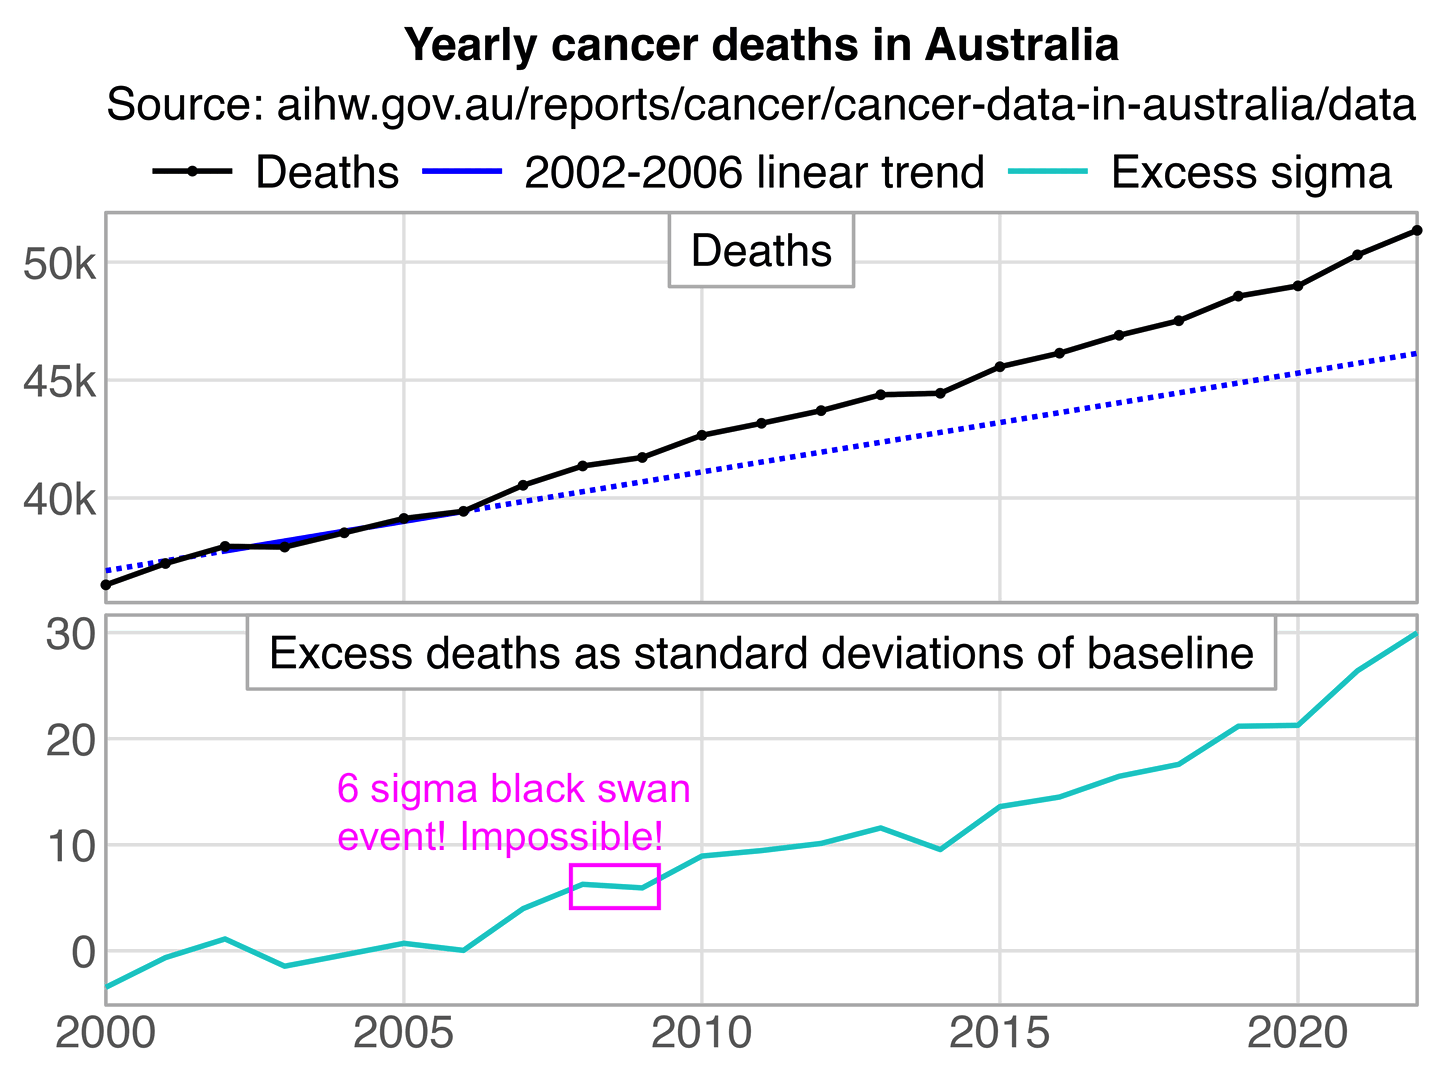 Yearly cancer deaths in Australia
Source: aihw.gov.au/reports/cancer/cancer-data-in-australia/data
Deaths 2002-2006 linear trend Excess sigma
Deaths
50k
45k
40k
Excess deaths as standard deviations of baseline
30
20
10
0
6 sigma black swan
event! Impossible!
2000 2005 2010 2015 2020